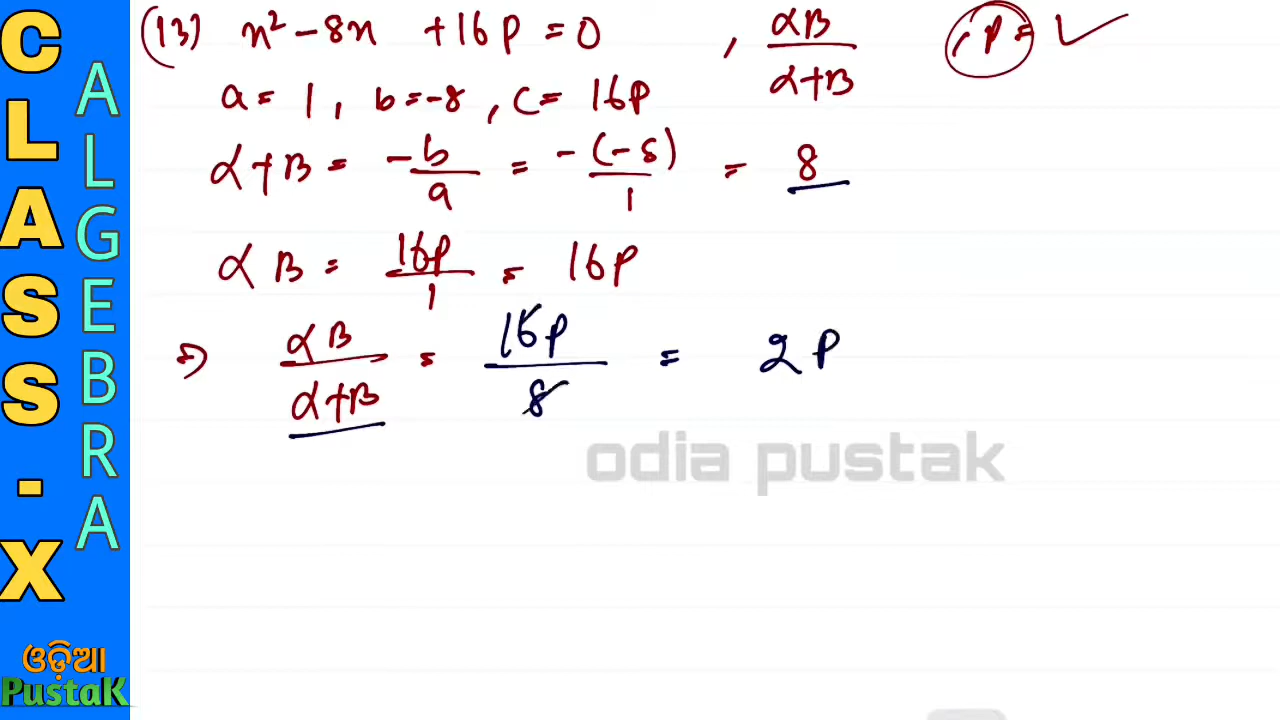 CLASS-X
ALGEBRA
ଓଡ଼ିଆ
PustaK
(13) x² - 8x + 16P = 0 , αβ/α+β , P = ✓
a = 1, b = -8, c = 16P
α+β = -b/a = -(-8)/1 = 8
αβ = 16P/1 = 16P
⇒ αβ/α+β = 16P/8 = 2P
odia pustak